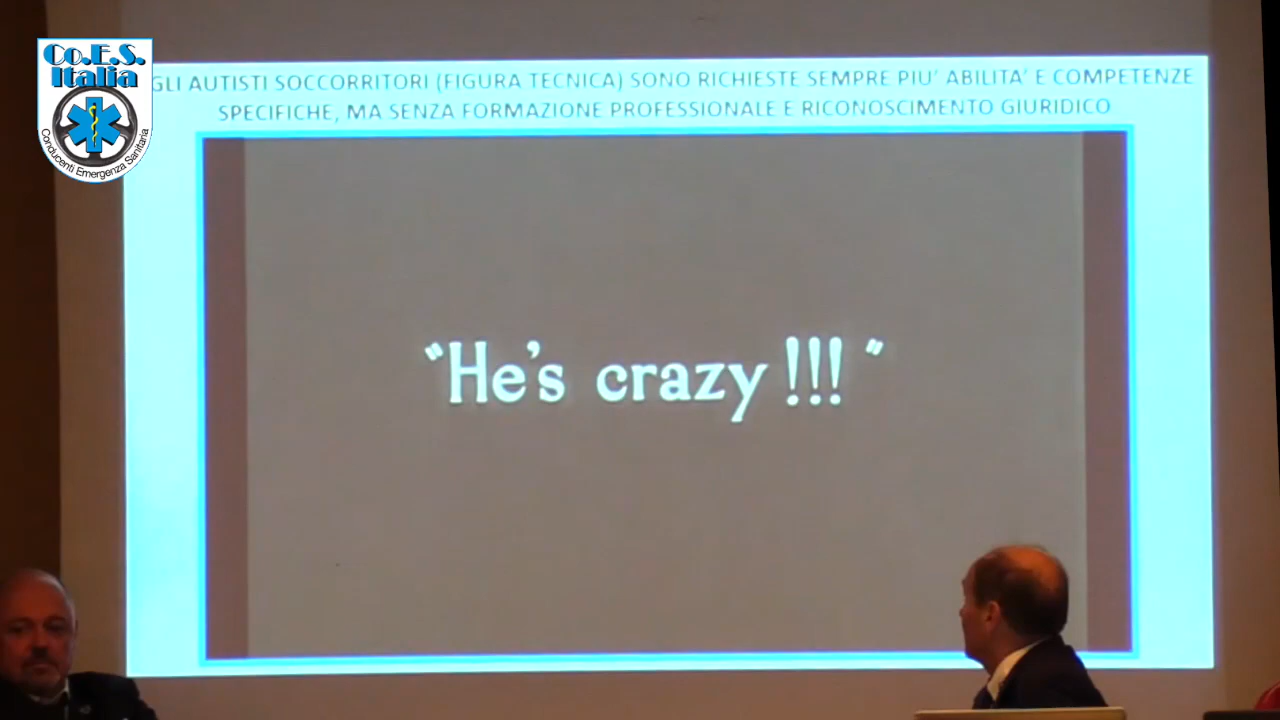 Co.E.S.
Italia
Conducenti Emergenza Sanitaria
GLI AUTISTI SOCCORRITORI (FIGURA TECNICA) SONO RICHIESTE SEMPRE PIU' ABILITA' E COMPETENZE
SPECIFICHE, MA SENZA FORMAZIONE PROFESSIONALE E RICONOSCIMENTO GIURIDICO
"He's crazy !!! "